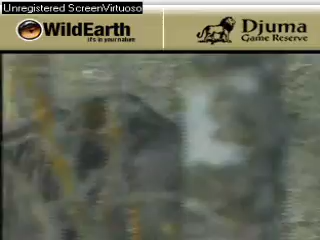 Unregistered ScreenVirtuoso
WildEarth
it's in your nature
Djuma
Game Reserve